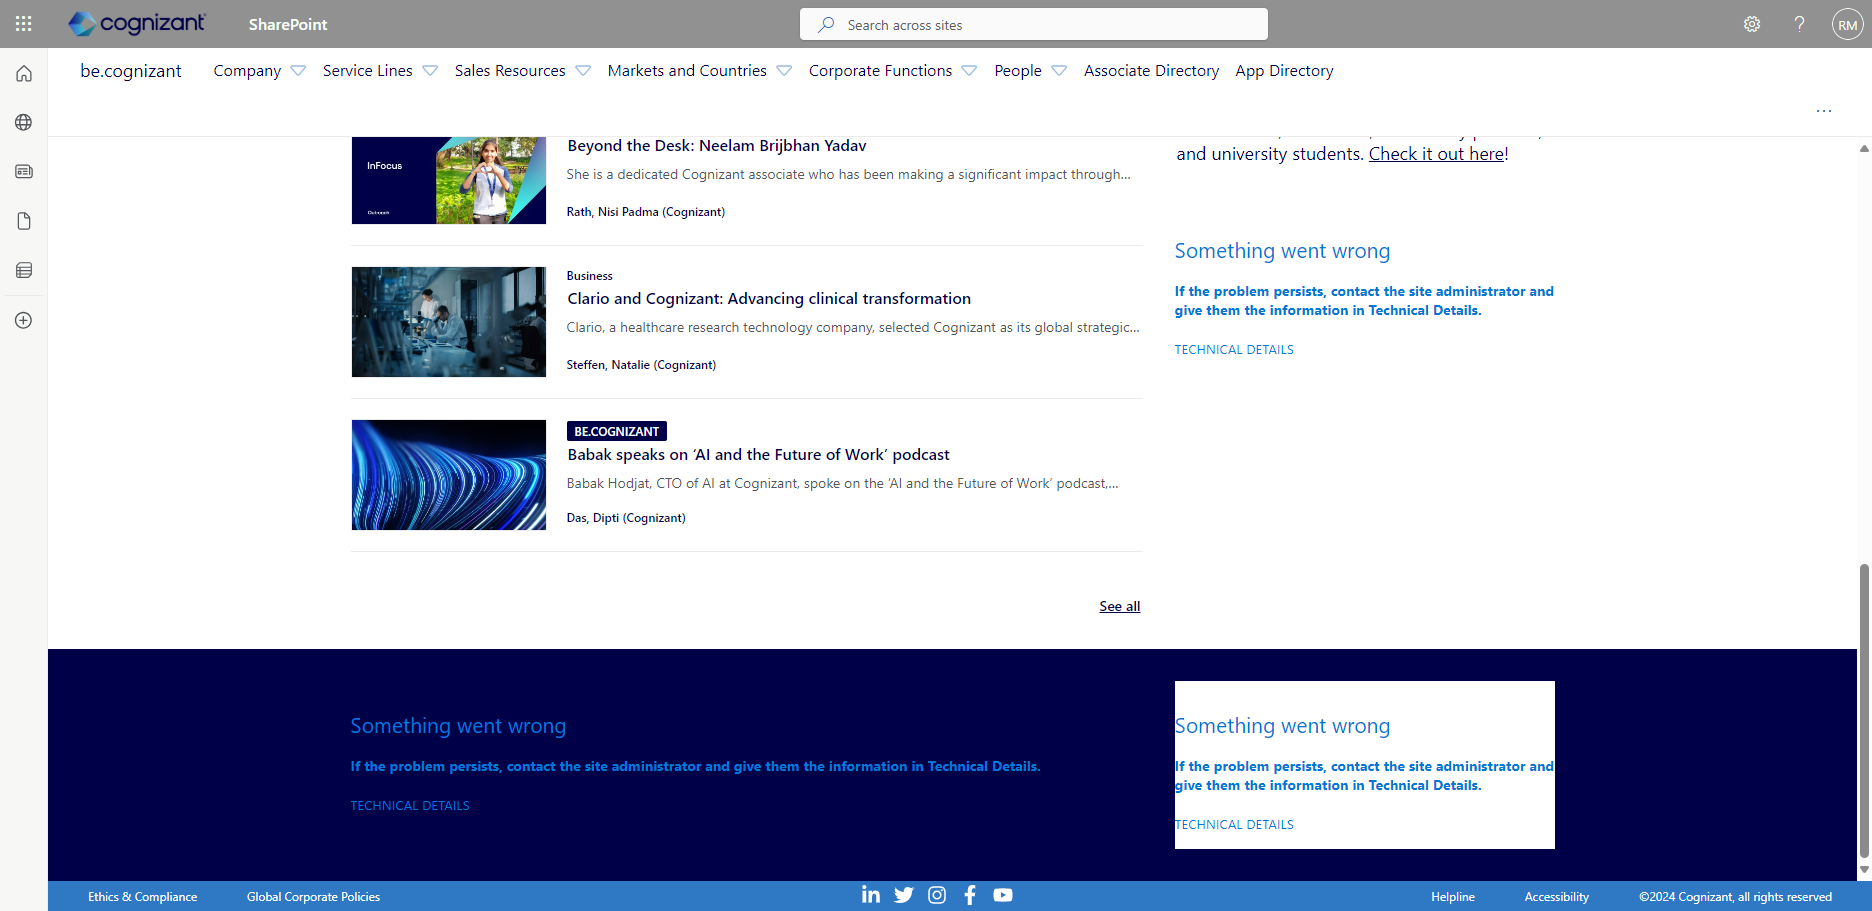 cognizant
SharePoint
Search across sites
RM
be.cognizant
Company
Service Lines
Sales Resources
Markets and Countries
Corporate Functions
People
Associate Directory
App Directory
InFocus
Outreach
Beyond the Desk: Neelam Brijbhan Yadav
She is a dedicated Cognizant associate who has been making a significant impact through...
Rath, Nisi Padma (Cognizant)
Business
Clario and Cognizant: Advancing clinical transformation
Clario, a healthcare research technology company, selected Cognizant as its global strategic...
Steffen, Natalie (Cognizant)
BE.COGNIZANT
Babak speaks on ‘AI and the Future of Work’ podcast
Babak Hodjat, CTO of AI at Cognizant, spoke on the ‘AI and the Future of Work’ podcast,...
Das, Dipti (Cognizant)
See all
and university students. Check it out here!
Something went wrong
If the problem persists, contact the site administrator and
give them the information in Technical Details.
TECHNICAL DETAILS
Something went wrong
If the problem persists, contact the site administrator and give them the information in Technical Details.
TECHNICAL DETAILS
Something went wrong
If the problem persists, contact the site administrator and
give them the information in Technical Details.
TECHNICAL DETAILS
Ethics & Compliance
Global Corporate Policies
Helpline
Accessibility
©2024 Cognizant, all rights reserved